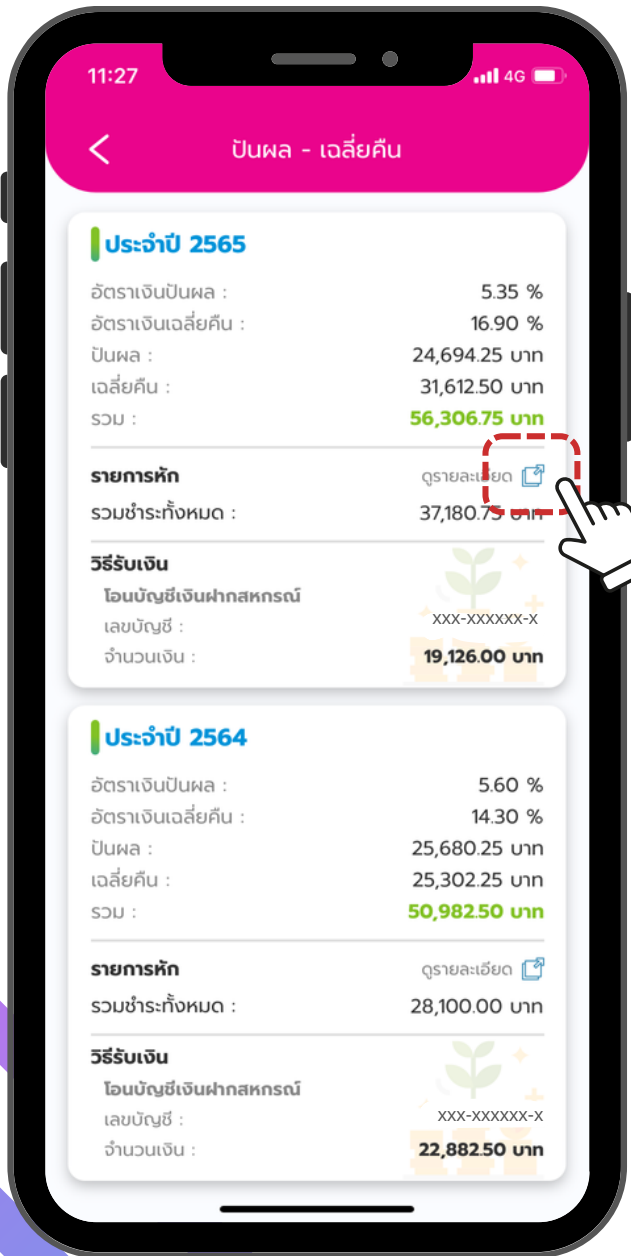 11:27 4G
ปันผล - เฉลี่ยคืน
ประจำปี 2565
อัตราเงินปันผล : 5.35 %
อัตราเงินเฉลี่ยคืน : 16.90 %
ปันผล : 24,694.25 บาท
เฉลี่ยคืน : 31,612.50 บาท
รวม : 56,306.75 บาท
รายการหัก ดูรายละเอียด
รวมชำระทั้งหมด : 37,180.75 บาท
วิธีรับเงิน
โอนบัญชีเงินฝากสหกรณ์
เลขบัญชี : xxx-xxxxxx-x
จำนวนเงิน : 19,126.00 บาท
ประจำปี 2564
อัตราเงินปันผล : 5.60 %
อัตราเงินเฉลี่ยคืน : 14.30 %
ปันผล : 25,680.25 บาท
เฉลี่ยคืน : 25,302.25 บาท
รวม : 50,982.50 บาท
รายการหัก ดูรายละเอียด
รวมชำระทั้งหมด : 28,100.00 บาท
วิธีรับเงิน
โอนบัญชีเงินฝากสหกรณ์
เลขบัญชี : xxx-xxxxxx-x
จำนวนเงิน : 22,882.50 บาท